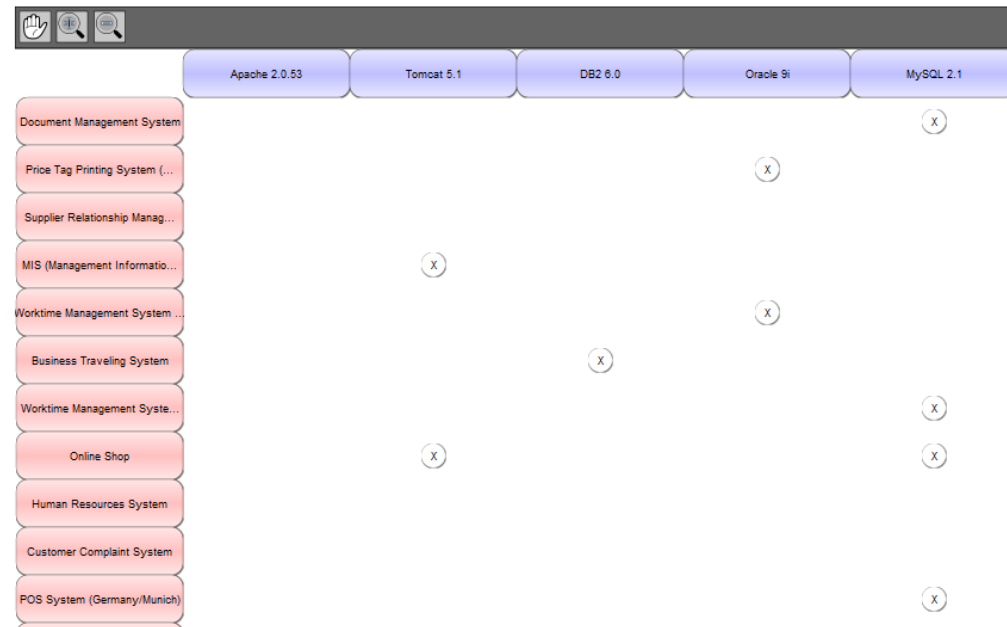 Apache 2.0.53 Tomcat 5.1 DB2 6.0 Oracle 9i MySQL 2.1
Document Management System X
Price Tag Printing System (... X
Supplier Relationship Manag...
MIS (Management Informatio... X
Worktime Management System ... X
Business Traveling System X
Worktime Management Syste... X
Online Shop X X
Human Resources System
Customer Complaint System
POS System (Germany/Munich) X